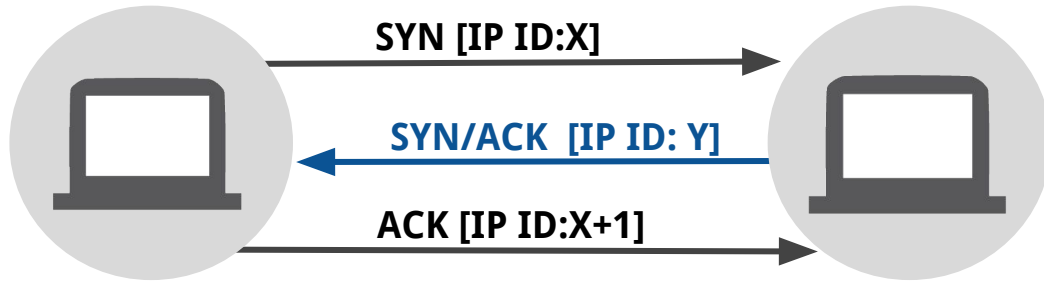 SYN [IP ID:X]
SYN/ACK [IP ID: Y]
ACK [IP ID:X+1]